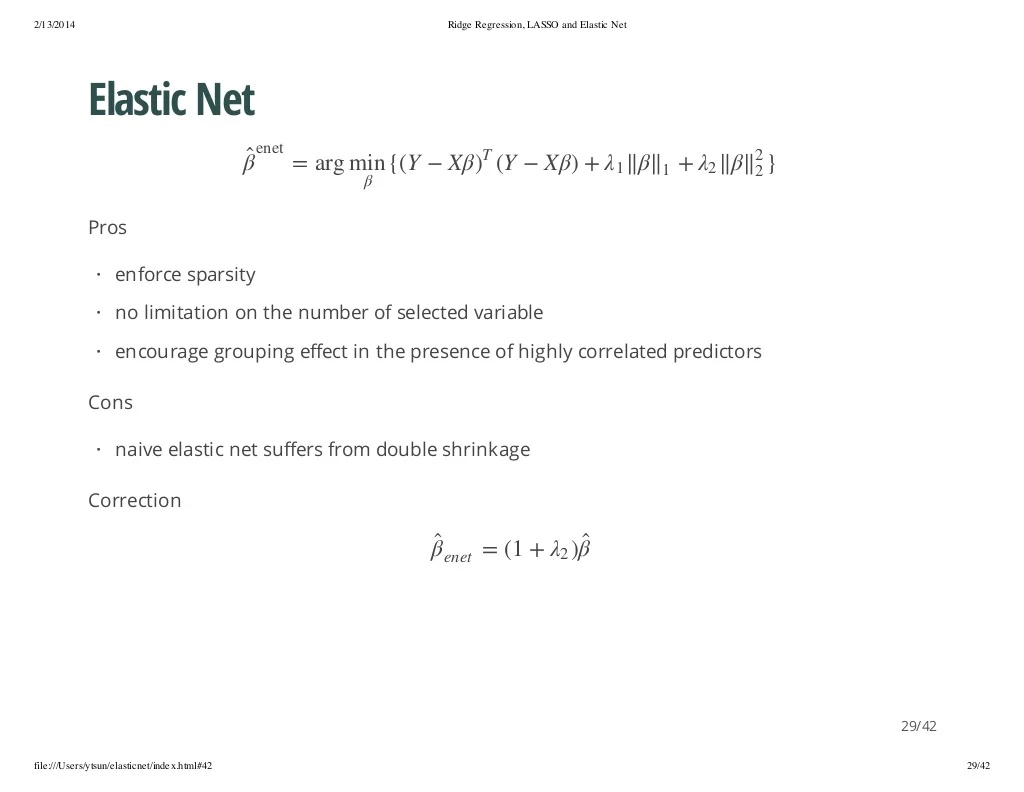 2/13/2014 Ridge Regression, LASSO and Elastic Net
Elastic Net
β̂^enet = arg min_β {(Y − Xβ)^T (Y − Xβ) + λ₁‖β‖₁ + λ₂‖β‖₂²}
Pros
· enforce sparsity
· no limitation on the number of selected variable
· encourage grouping effect in the presence of highly correlated predictors
Cons
· naive elastic net suffers from double shrinkage
Correction
β̂_enet = (1 + λ₂)β̂
29/42
file:///Users/ytsun/elasticnet/index.html#42 29/42